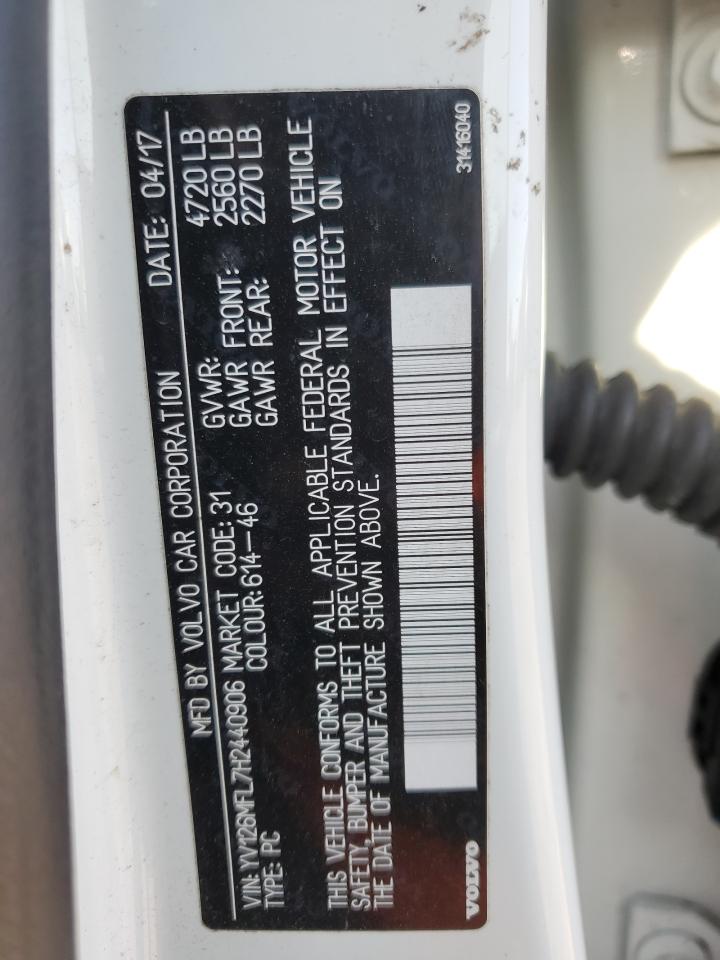 MFD BY VOLVO CAR CORPORATION DATE: 04/17
VIN: YV126MFL7H2440906 MARKET CODE: 31 GVWR: 4720 LB
TYPE: PC COLOUR: 614-46 GAWR FRONT: 2560 LB
GAWR REAR: 2270 LB
THIS VEHICLE CONFORMS TO ALL APPLICABLE FEDERAL MOTOR VEHICLE
SAFETY, BUMPER AND THEFT PREVENTION STANDARDS IN EFFECT ON
THE DATE OF MANUFACTURE SHOWN ABOVE.
VOLVO 31416040